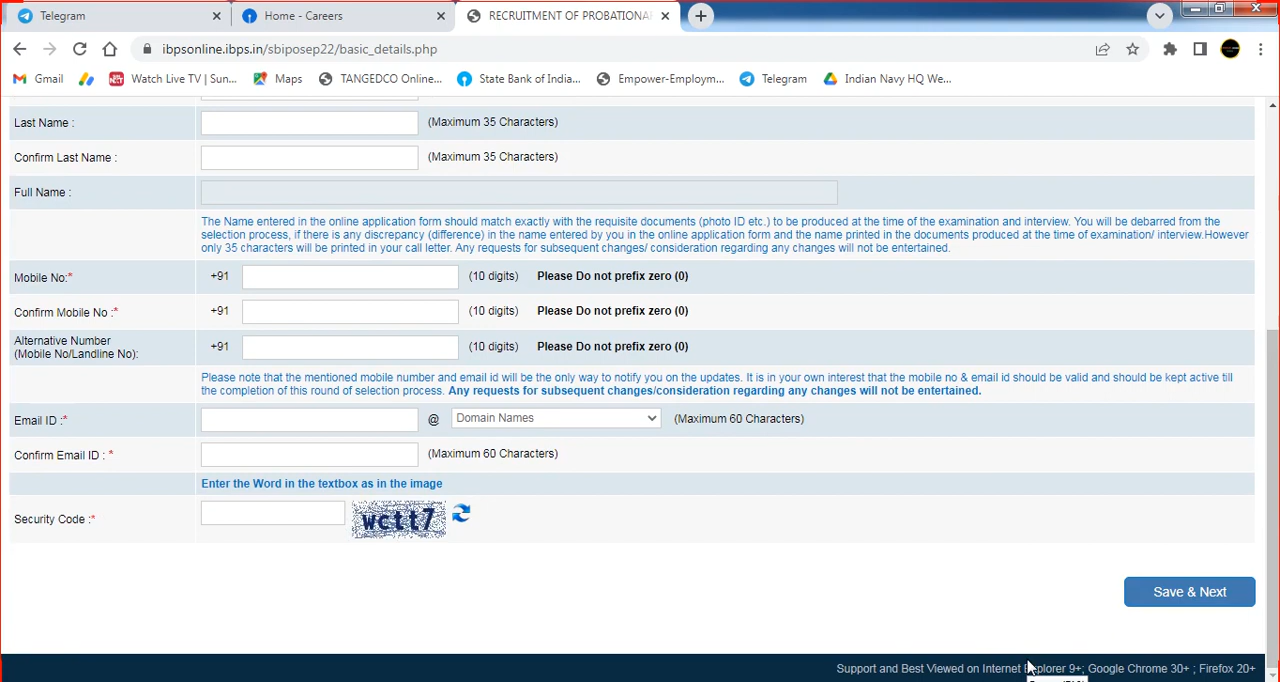 Telegram
Home - Careers
RECRUITMENT OF PROBATIONA
ibpsonline.ibps.in/sbiposep22/basic_details.php
Gmail
Watch Live TV | Sun...
Maps
TANGEDCO Online...
State Bank of India...
Empower-Employm...
Telegram
Indian Navy HQ We...
Last Name :
(Maximum 35 Characters)
Confirm Last Name :
(Maximum 35 Characters)
Full Name :
The Name entered in the online application form should match exactly with the requisite documents (photo ID etc.) to be produced at the time of the examination and interview. You will be debarred from the
selection process, if there is any discrepancy (difference) in the name entered by you in the online application form and the name printed in the documents produced at the time of examination/ interview.However
only 35 characters will be printed in your call letter. Any requests for subsequent changes/ consideration regarding any changes will not be entertained.
Mobile No:*
+91
(10 digits)
Please Do not prefix zero (0)
Confirm Mobile No :*
+91
(10 digits)
Please Do not prefix zero (0)
Alternative Number
(Mobile No/Landline No):
+91
(10 digits)
Please Do not prefix zero (0)
Please note that the mentioned mobile number and email id will be the only way to notify you on the updates. It is in your own interest that the mobile no & email id should be valid and should be kept active till
the completion of this round of selection process. Any requests for subsequent changes/consideration regarding any changes will not be entertained.
Email ID :*
@
Domain Names
(Maximum 60 Characters)
Confirm Email ID : *
(Maximum 60 Characters)
Enter the Word in the textbox as in the image
Security Code :*
wctt7
Save & Next
Support and Best Viewed on Internet Explorer 9+; Google Chrome 30+ ; Firefox 20+